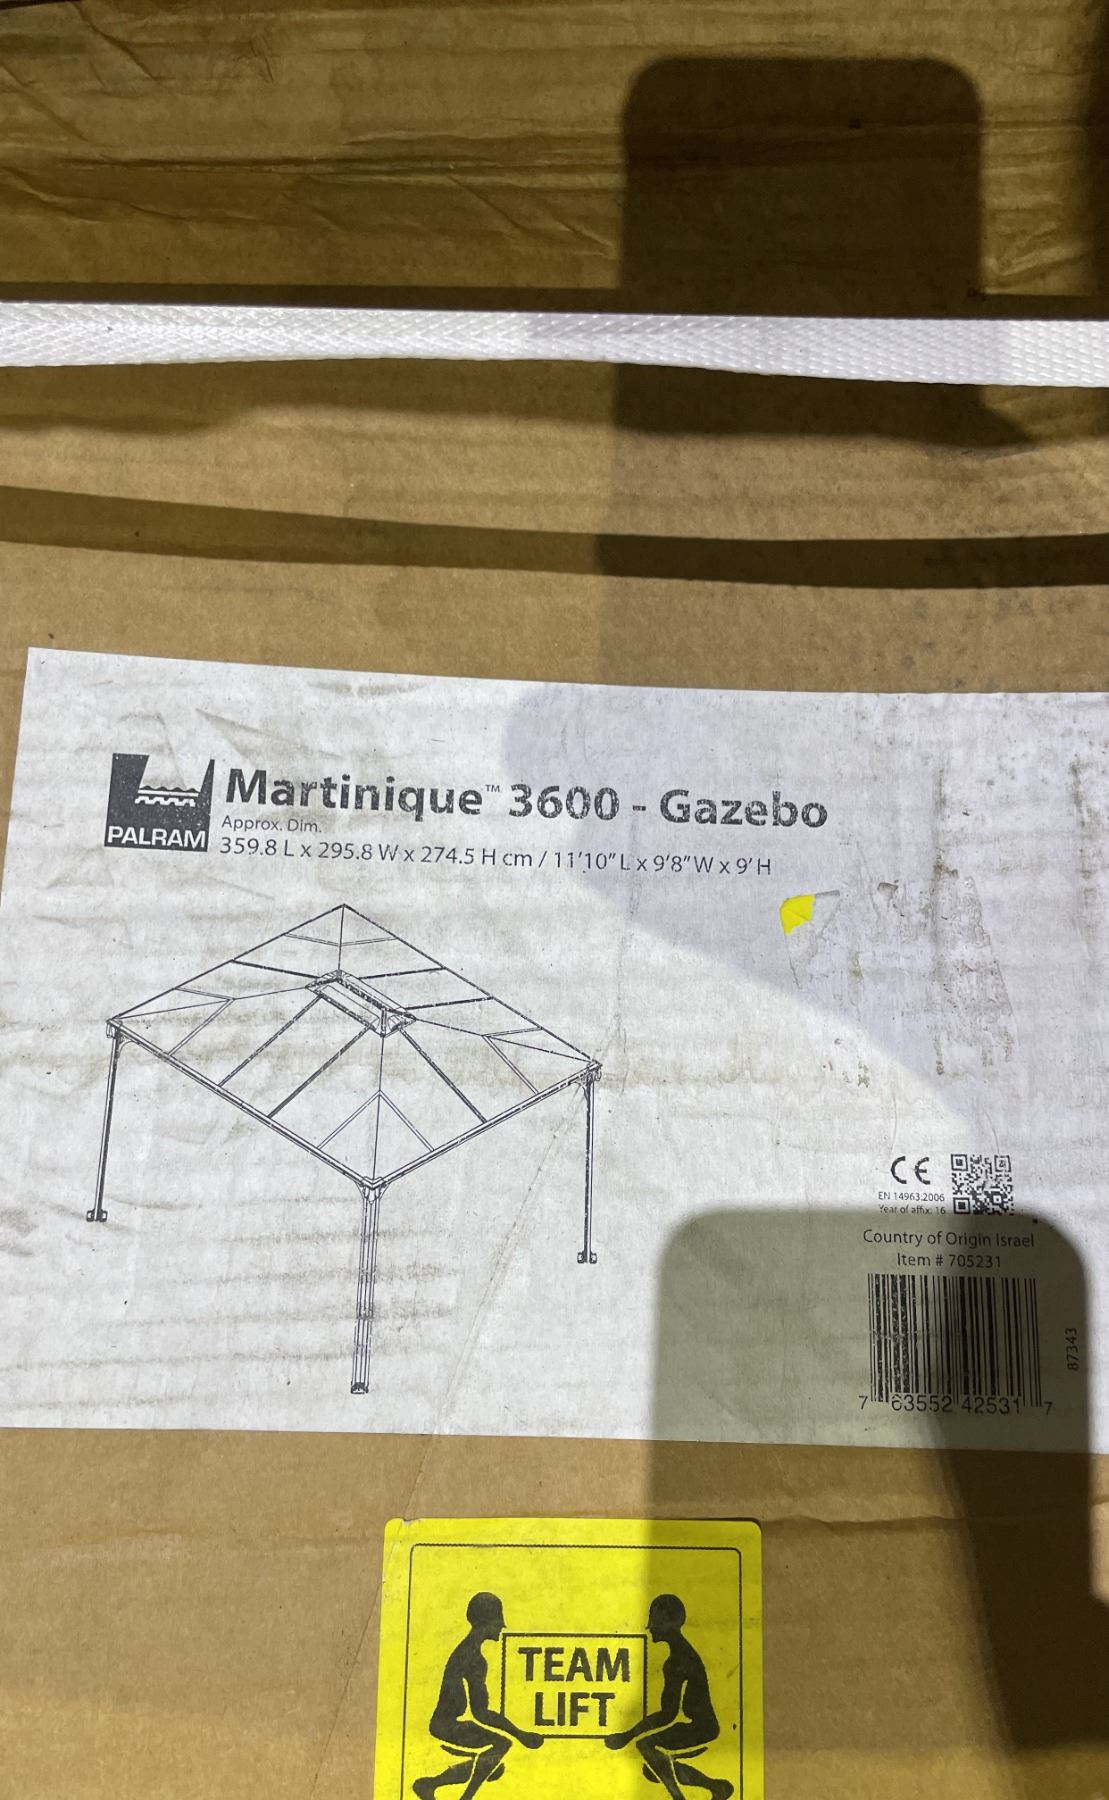 PALRAM
Martinique™ 3600 - Gazebo
Approx. Dim.
359.8 L x 295.8 W x 274.5 H cm / 11'10" L x 9'8" W x 9' H
CE
EN 14963:2006
Year of affix: 16
Country of Origin Israel
Item # 705231
87343
7 63552 42531 7
TEAM
LIFT